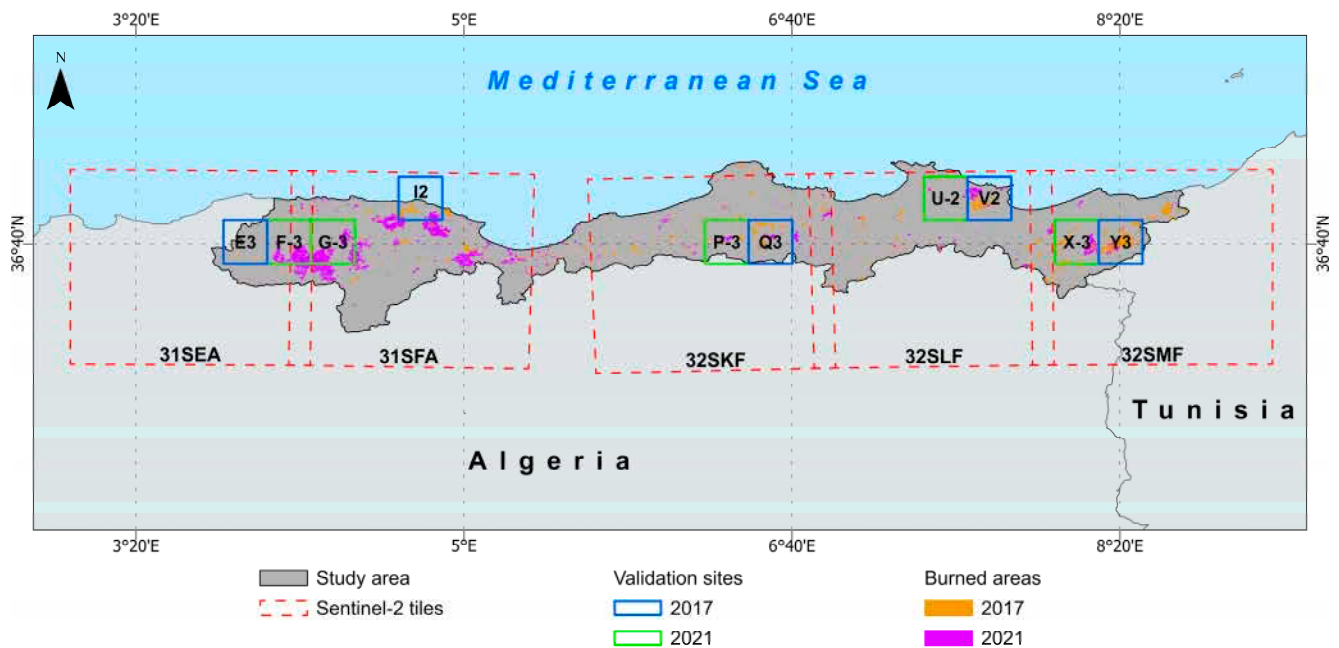 3°20'E 5°E 6°40'E 8°20'E
N
Mediterranean Sea
I2 U-2 V2
36°40'N E3 F-3 G-3 P-3 Q3 X-3 Y3 36°40'N
31SEA 31SFA 32SKF 32SLF 32SMF
Tunisia
Algeria
3°20'E 5°E 6°40'E 8°20'E
Study area Validation sites Burned areas
Sentinel-2 tiles 2017 2017
2021 2021